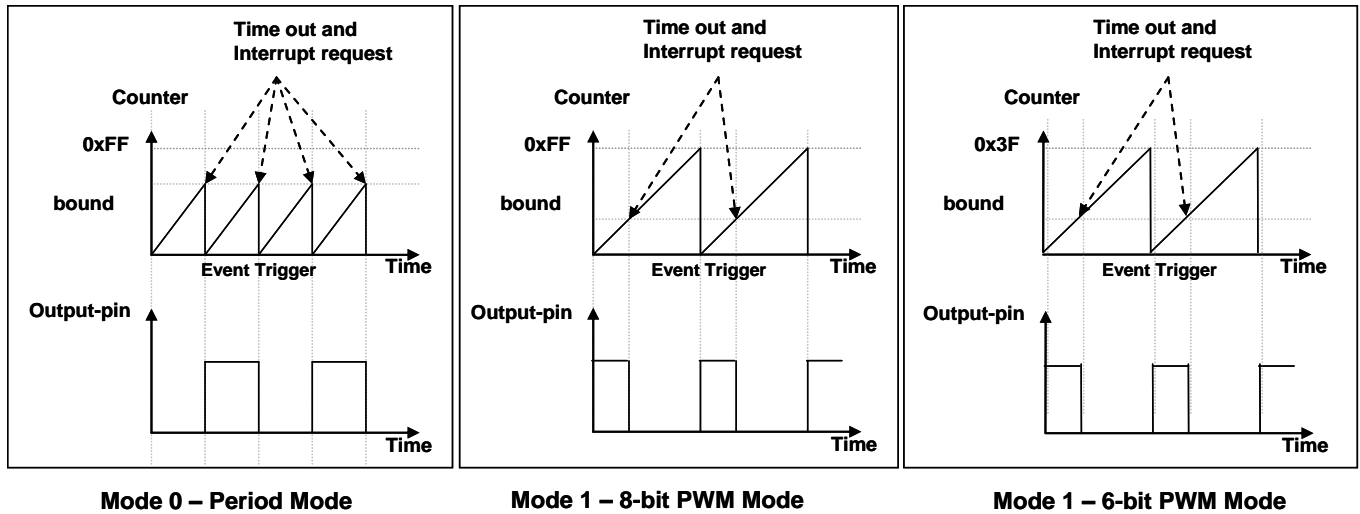 Time out and
Interrupt request
Counter
0xFF
bound
Event Trigger
Time
Output-pin
Time
Mode 0 – Period Mode
Time out and
Interrupt request
Counter
0xFF
bound
Event Trigger
Time
Output-pin
Time
Mode 1 – 8-bit PWM Mode
Time out and
Interrupt request
Counter
0x3F
bound
Event Trigger
Time
Output-pin
Time
Mode 1 – 6-bit PWM Mode